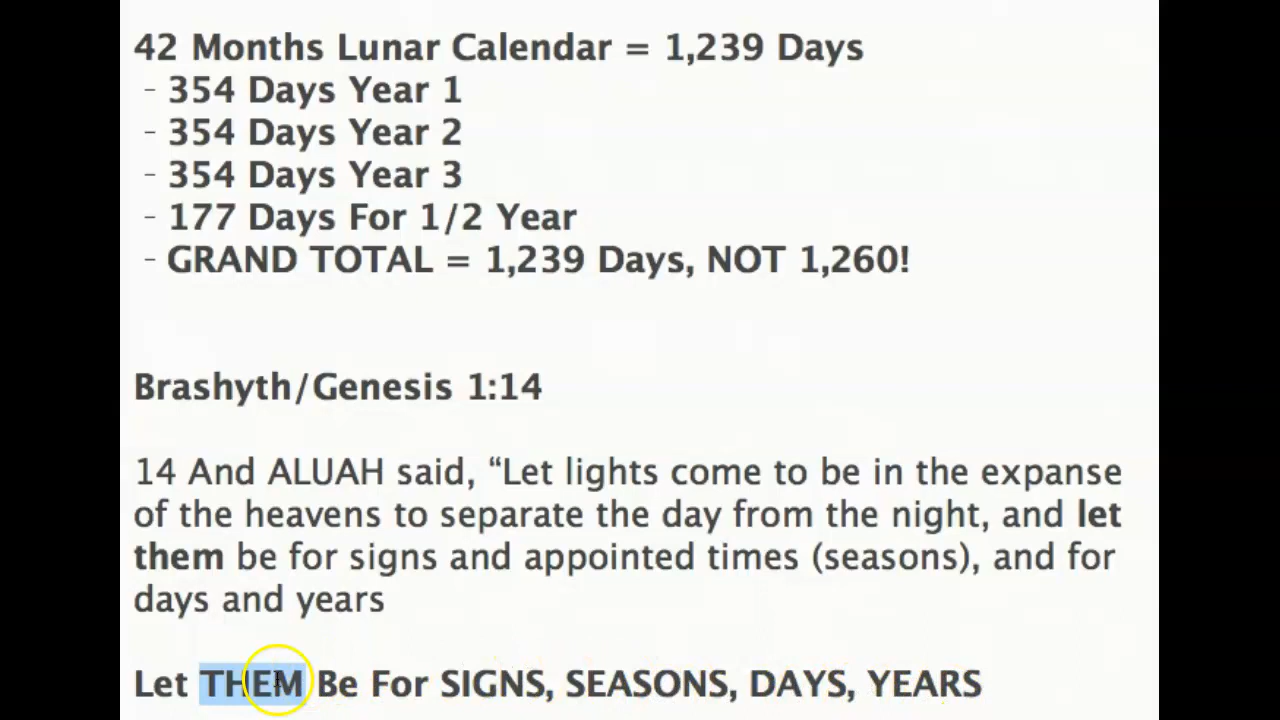 42 Months Lunar Calendar = 1,239 Days
- 354 Days Year 1
- 354 Days Year 2
- 354 Days Year 3
- 177 Days For 1/2 Year
- GRAND TOTAL = 1,239 Days, NOT 1,260!
Brashyth/Genesis 1:14
14 And ALUAH said, “Let lights come to be in the expanse
of the heavens to separate the day from the night, and let
them be for signs and appointed times (seasons), and for
days and years
Let THEM Be For SIGNS, SEASONS, DAYS, YEARS